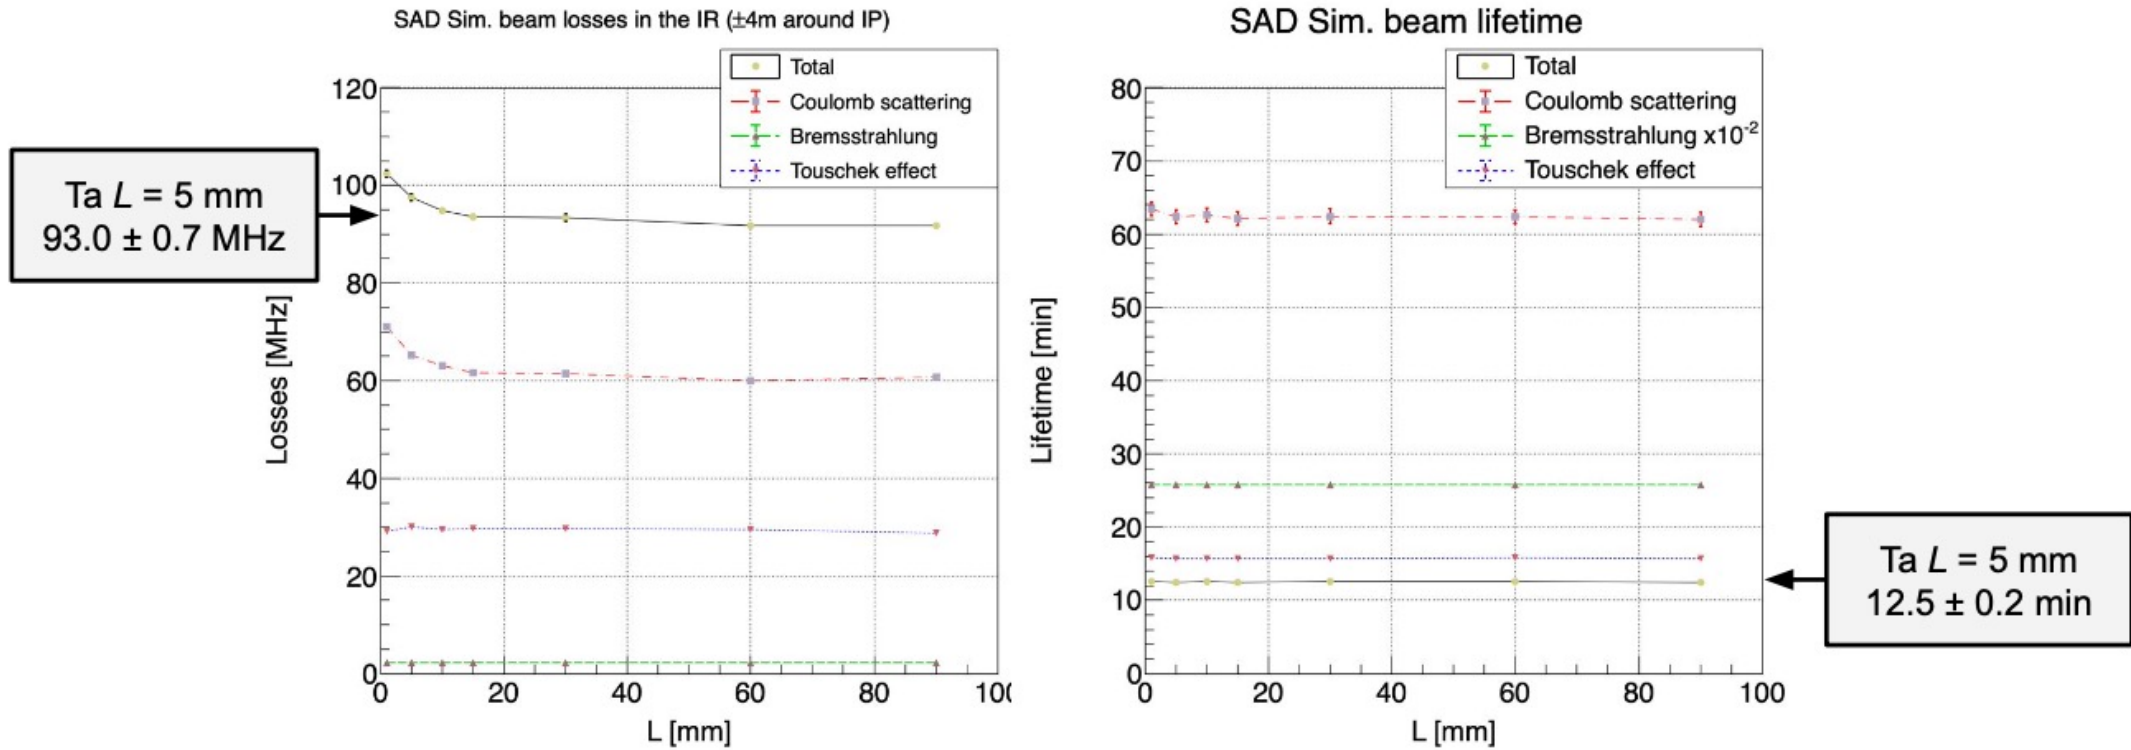 SAD Sim. beam losses in the IR (±4m around IP)
Total
Coulomb scattering
Bremsstrahlung
Touschek effect
120
100
80
60
40
20
0
Losses [MHz]
0 20 40 60 80 100
L [mm]
Ta L = 5 mm
93.0 ± 0.7 MHz
SAD Sim. beam lifetime
Total
Coulomb scattering
Bremsstrahlung x10⁻²
Touschek effect
80
70
60
50
40
30
20
10
0
Lifetime [min]
0 20 40 60 80 100
L [mm]
Ta L = 5 mm
12.5 ± 0.2 min